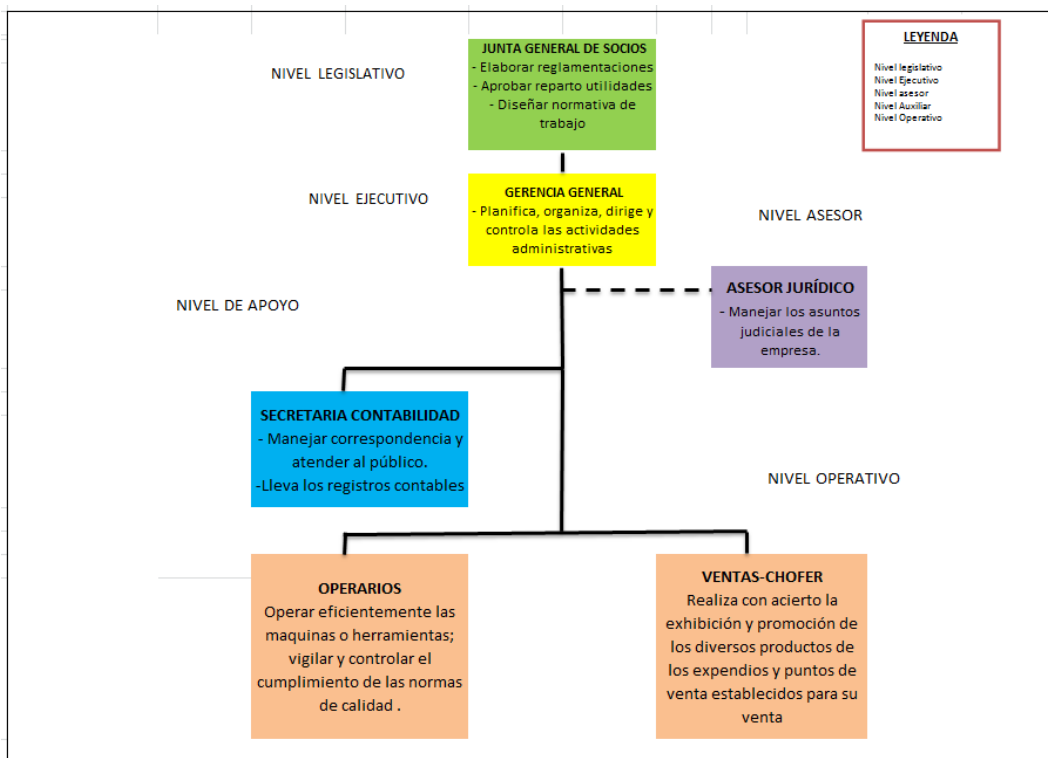 JUNTA GENERAL DE SOCIOS
- Elaborar reglamentaciones
- Aprobar reparto utilidades
- Diseñar normativa de
trabajo
LEYENDA
Nivel legislativo
Nivel Ejecutivo
Nivel asesor
Nivel Auxiliar
Nivel Operativo
NIVEL LEGISLATIVO
NIVEL EJECUTIVO
GERENCIA GENERAL
- Planifica, organiza, dirige y
controla las actividades
administrativas
NIVEL ASESOR
ASESOR JURÍDICO
- Manejar los asuntos
judiciales de la
empresa.
NIVEL DE APOYO
SECRETARIA CONTABILIDAD
- Manejar correspondencia y
atender al público.
-Lleva los registros contables
NIVEL OPERATIVO
OPERARIOS
Operar eficientemente las
maquinas o herramientas;
vigilar y controlar el
cumplimiento de las normas
de calidad .
VENTAS-CHOFER
Realiza con acierto la
exhibición y promoción de
los diversos productos de
los expendios y puntos de
venta establecidos para su
venta